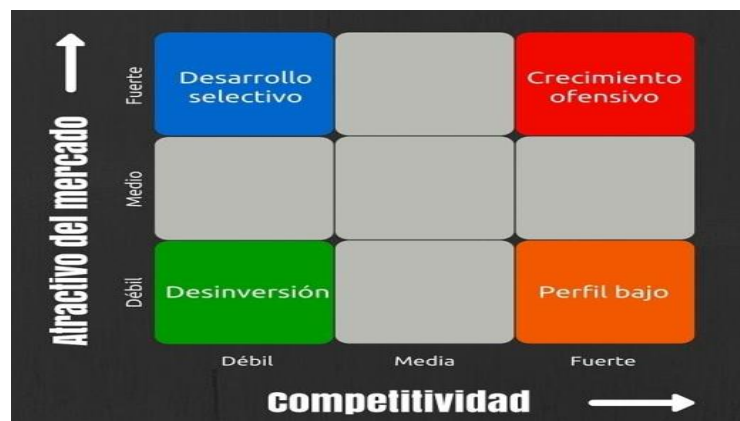 Atractivo del mercado
Fuerte
Desarrollo
selectivo
Crecimiento
ofensivo
Medio
Débil
Desinversión
Perfil bajo
Débil
Media
Fuerte
competitividad